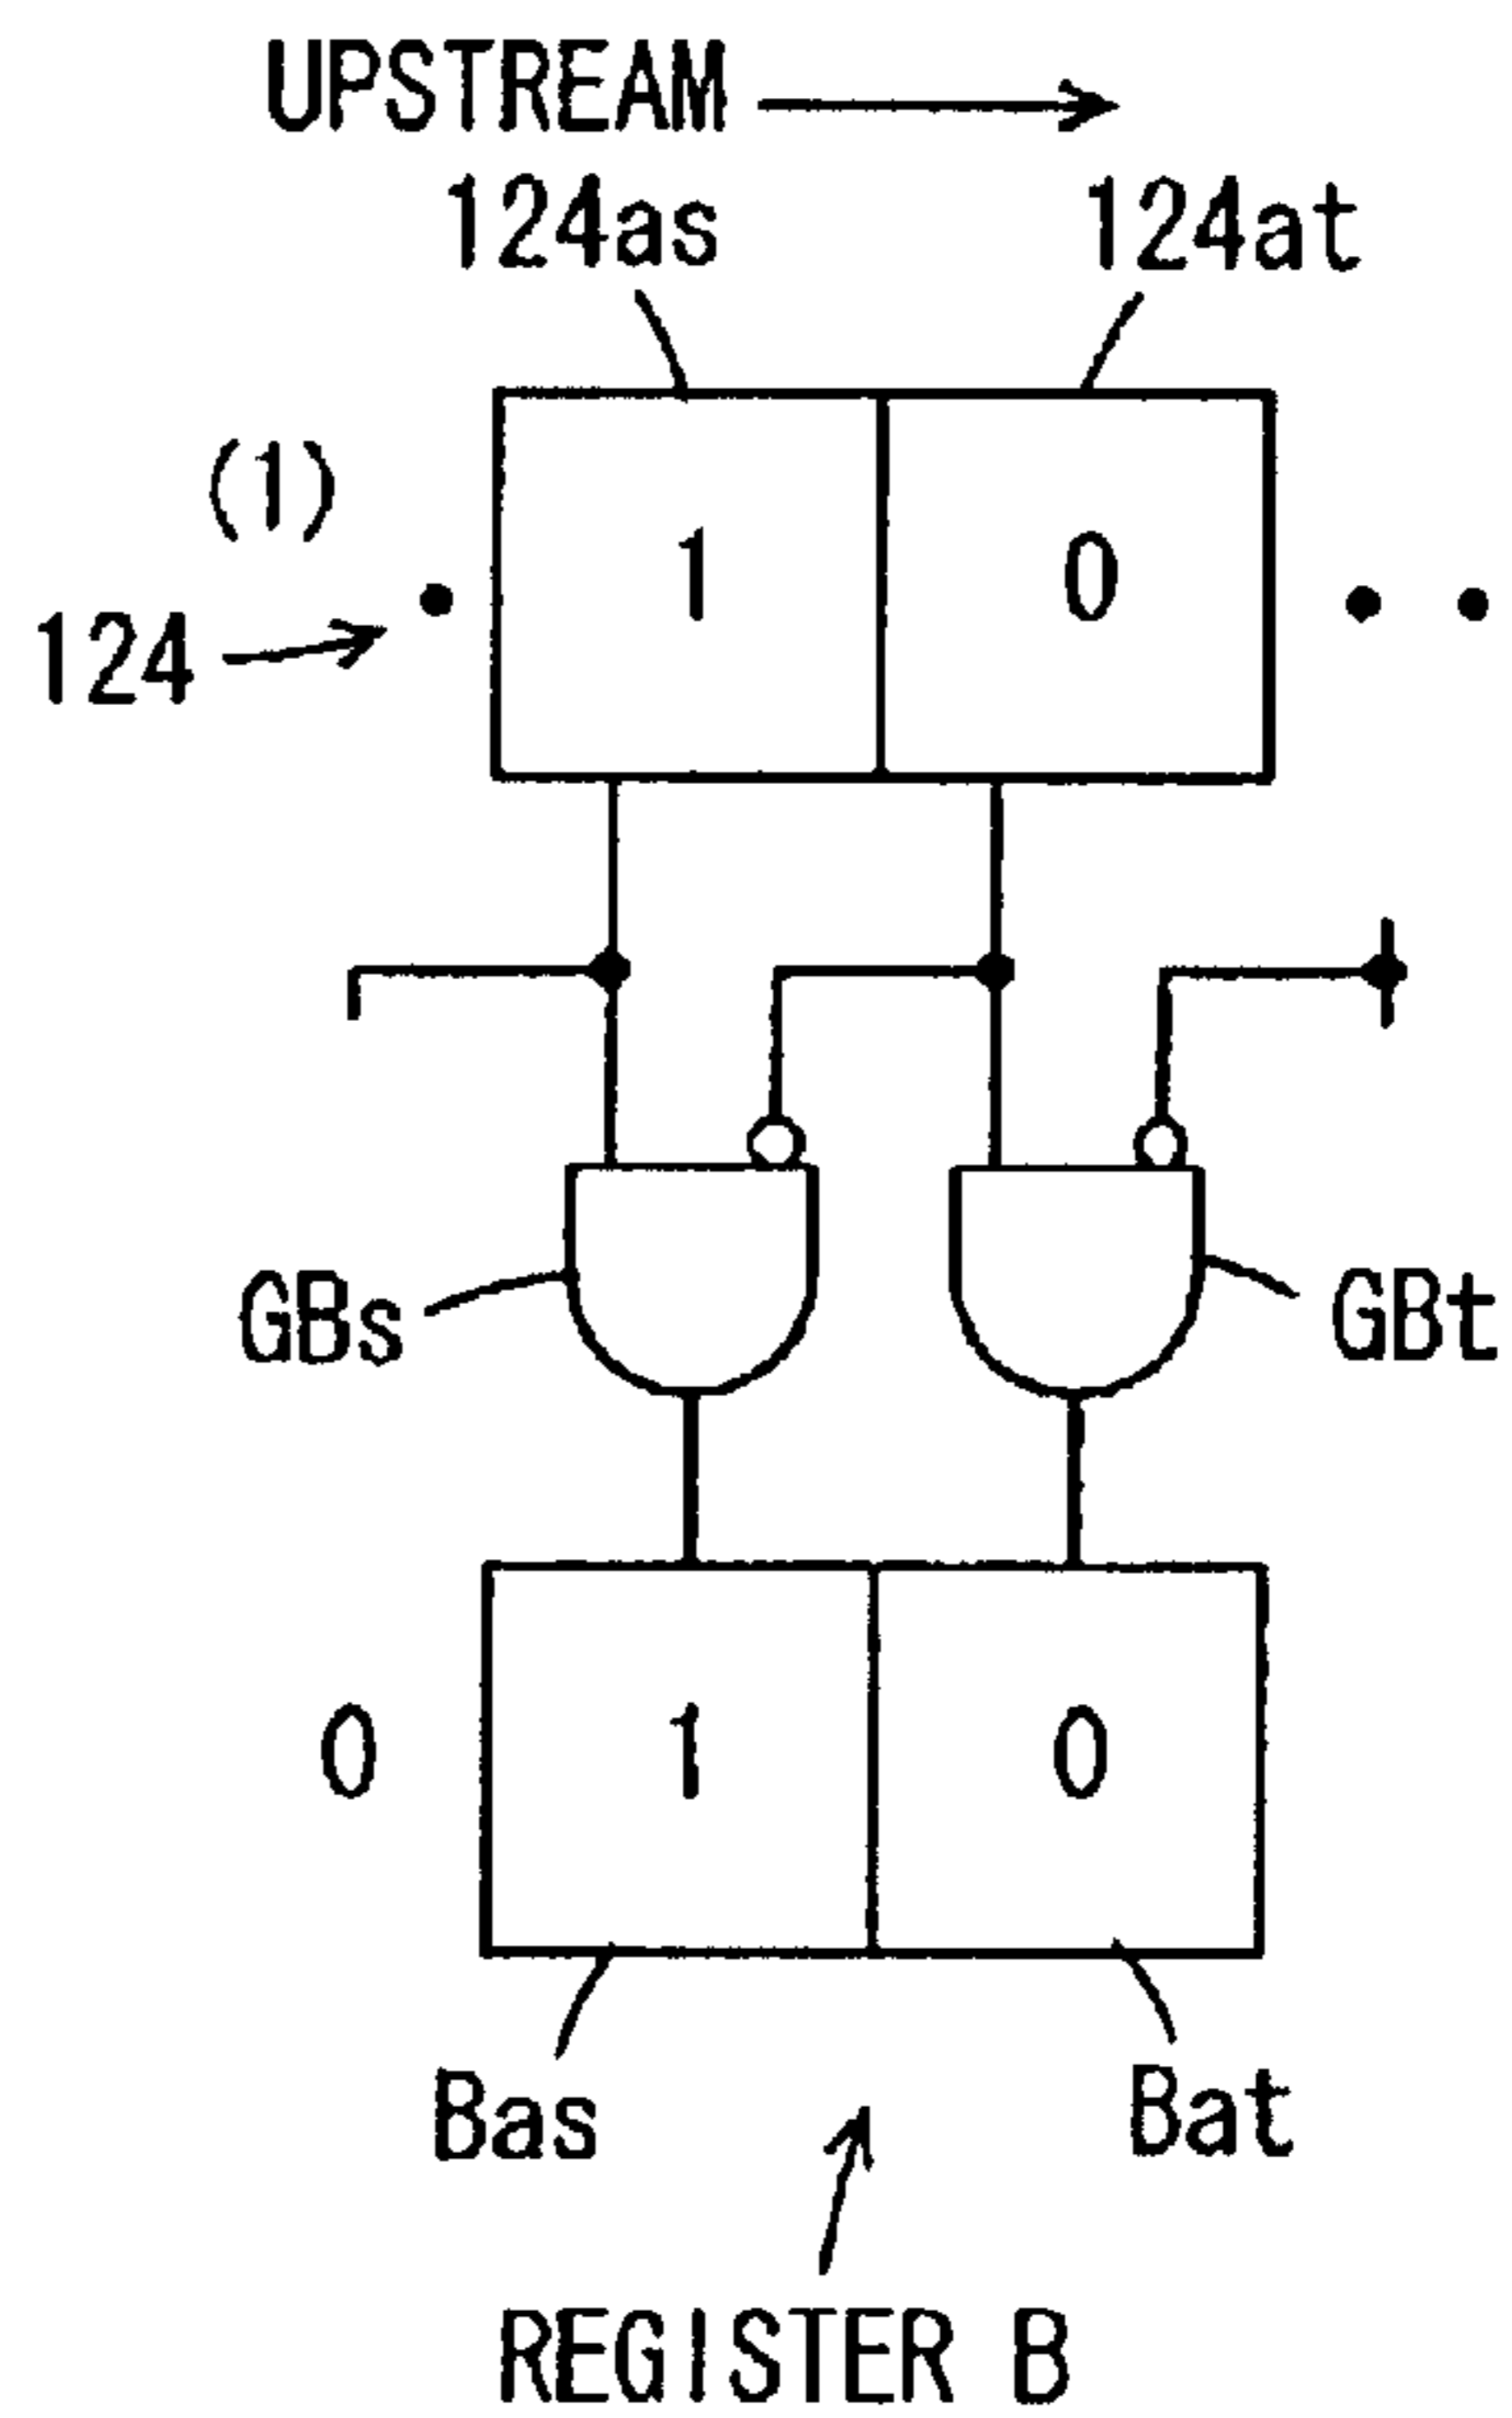 UPSTREAM
124as 124at
(1)
1 0
124
GBs GBt
0 1 0
Bas Bat
REGISTER B